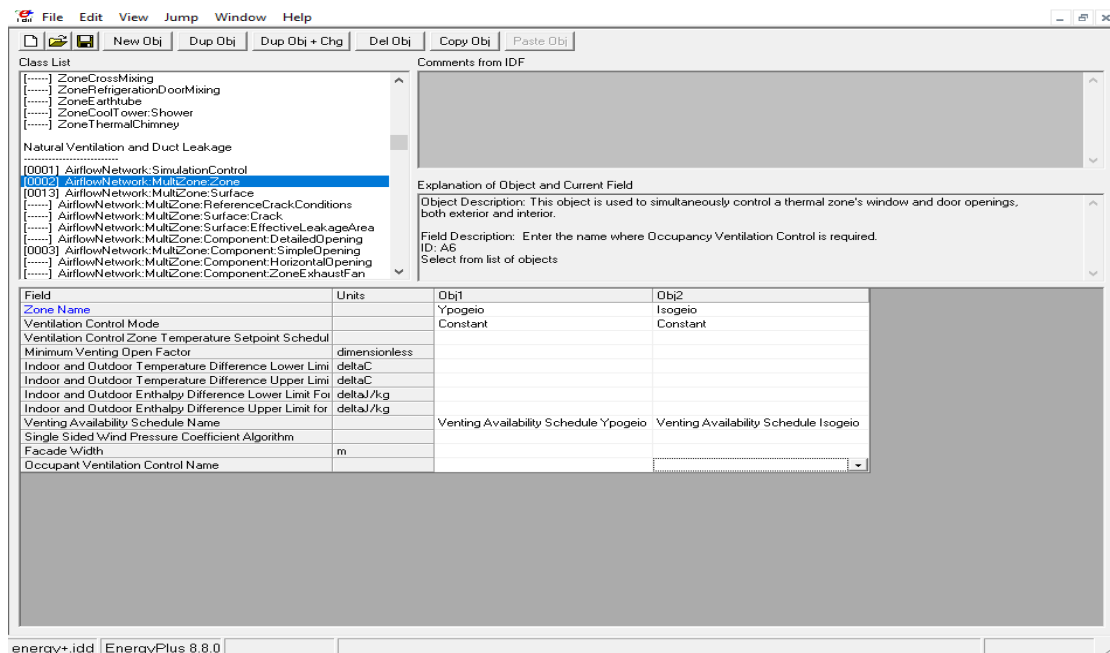 File Edit View Jump Window Help
New Obj Dup Obj Dup Obj + Chg Del Obj Copy Obj Paste Obj
Class List
[------] ZoneCrossMixing
[------] ZoneRefrigerationDoorMixing
[------] ZoneEarthtube
[------] ZoneCoolTower:Shower
[------] ZoneThermalChimney
Natural Ventilation and Duct Leakage
--------------------------
[0001] AirflowNetwork:SimulationControl
[0002] AirflowNetwork:MultiZone:Zone
[0013] AirflowNetwork:MultiZone:Surface
[------] AirflowNetwork:MultiZone:ReferenceCrackConditions
[------] AirflowNetwork:MultiZone:Surface:Crack
[------] AirflowNetwork:MultiZone:Surface:EffectiveLeakageArea
[------] AirflowNetwork:MultiZone:Component:DetailedOpening
[0003] AirflowNetwork:MultiZone:Component:SimpleOpening
[------] AirflowNetwork:MultiZone:Component:HorizontalOpening
[------] AirflowNetwork:MultiZone:Component:ZoneExhaustFan
Comments from IDF
Explanation of Object and Current Field
Object Description: This object is used to simultaneously control a thermal zone's window and door openings,
both exterior and interior.
Field Description: Enter the name where Occupancy Ventilation Control is required.
ID: A6
Select from list of objects
Field Units Obj1 Obj2
Zone Name Ypogeio Isogeio
Ventilation Control Mode Constant Constant
Ventilation Control Zone Temperature Setpoint Schedul
Minimum Venting Open Factor dimensionless
Indoor and Outdoor Temperature Difference Lower Limi deltaC
Indoor and Outdoor Temperature Difference Upper Limi deltaC
Indoor and Outdoor Enthalpy Difference Lower Limit For deltaJ/kg
Indoor and Outdoor Enthalpy Difference Upper Limit for deltaJ/kg
Venting Availability Schedule Name Venting Availability Schedule Ypogeio Venting Availability Schedule Isogeio
Single Sided Wind Pressure Coefficient Algorithm
Facade Width m
Occupant Ventilation Control Name
energy+.idd EnergyPlus 8.8.0